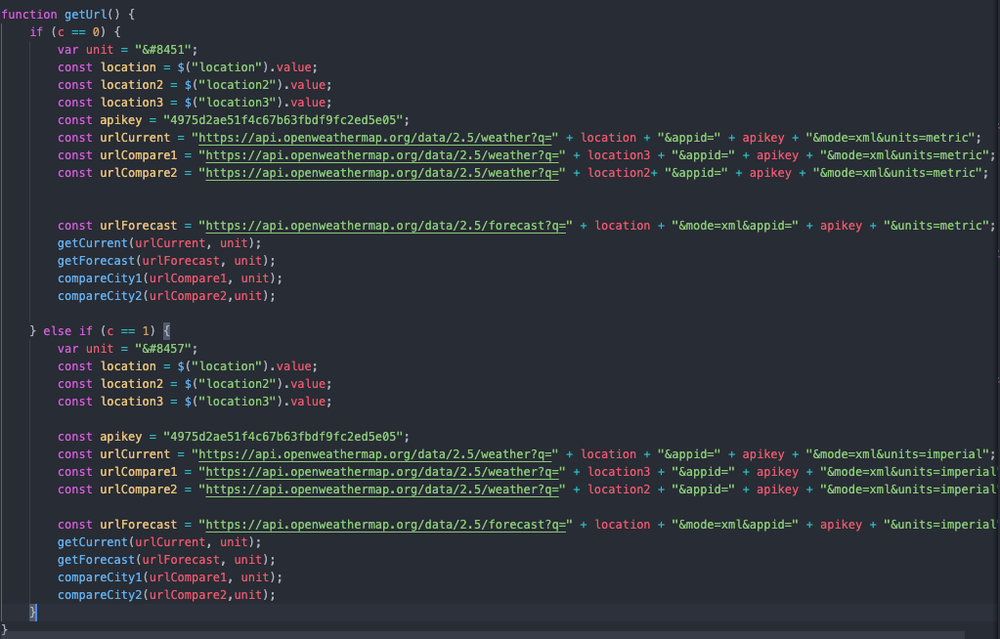 function getUrl() {
    if (c == 0) {
        var unit = "&#8451";
        const location = $("location").value;
        const location2 = $("location2").value;
        const location3 = $("location3").value;
        const apikey = "4975d2ae51f4c67b63fbdf9fc2ed5e05";
        const urlCurrent = "https://api.openweathermap.org/data/2.5/weather?q=" + location + "&appid=" + apikey + "&mode=xml&units=metric";
        const urlCompare1 = "https://api.openweathermap.org/data/2.5/weather?q=" + location3 + "&appid=" + apikey + "&mode=xml&units=metric";
        const urlCompare2 = "https://api.openweathermap.org/data/2.5/weather?q=" + location2+ "&appid=" + apikey + "&mode=xml&units=metric";
        const urlForecast = "https://api.openweathermap.org/data/2.5/forecast?q=" + location + "&mode=xml&appid=" + apikey + "&units=metric";
        getCurrent(urlCurrent, unit);
        getForecast(urlForecast, unit);
        compareCity1(urlCompare1, unit);
        compareCity2(urlCompare2,unit);
    } else if (c == 1) {
        var unit = "&#8457";
        const location = $("location").value;
        const location2 = $("location2").value;
        const location3 = $("location3").value;
        const apikey = "4975d2ae51f4c67b63fbdf9fc2ed5e05";
        const urlCurrent = "https://api.openweathermap.org/data/2.5/weather?q=" + location + "&appid=" + apikey + "&mode=xml&units=imperial";
        const urlCompare1 = "https://api.openweathermap.org/data/2.5/weather?q=" + location3 + "&appid=" + apikey + "&mode=xml&units=imperial
        const urlCompare2 = "https://api.openweathermap.org/data/2.5/weather?q=" + location2 + "&appid=" + apikey + "&mode=xml&units=imperial"
        const urlForecast = "https://api.openweathermap.org/data/2.5/forecast?q=" + location + "&mode=xml&appid=" + apikey + "&units=imperial"
        getCurrent(urlCurrent, unit);
        getForecast(urlForecast, unit);
        compareCity1(urlCompare1, unit);
        compareCity2(urlCompare2,unit);
    }
}